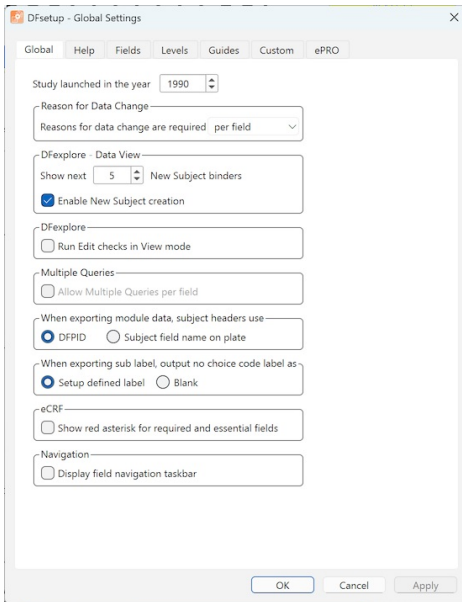 DFsetup - Global Settings
Global Help Fields Levels Guides Custom ePRO
Study launched in the year 1990
Reason for Data Change
Reasons for data change are required per field
DFexplore - Data View
Show next 5 New Subject binders
Enable New Subject creation
DFexplore
Run Edit checks in View mode
Multiple Queries
Allow Multiple Queries per field
When exporting module data, subject headers use
DFPID Subject field name on plate
When exporting sub label, output no choice code label as
Setup defined label Blank
eCRF
Show red asterisk for required and essential fields
Navigation
Display field navigation taskbar
OK Cancel Apply